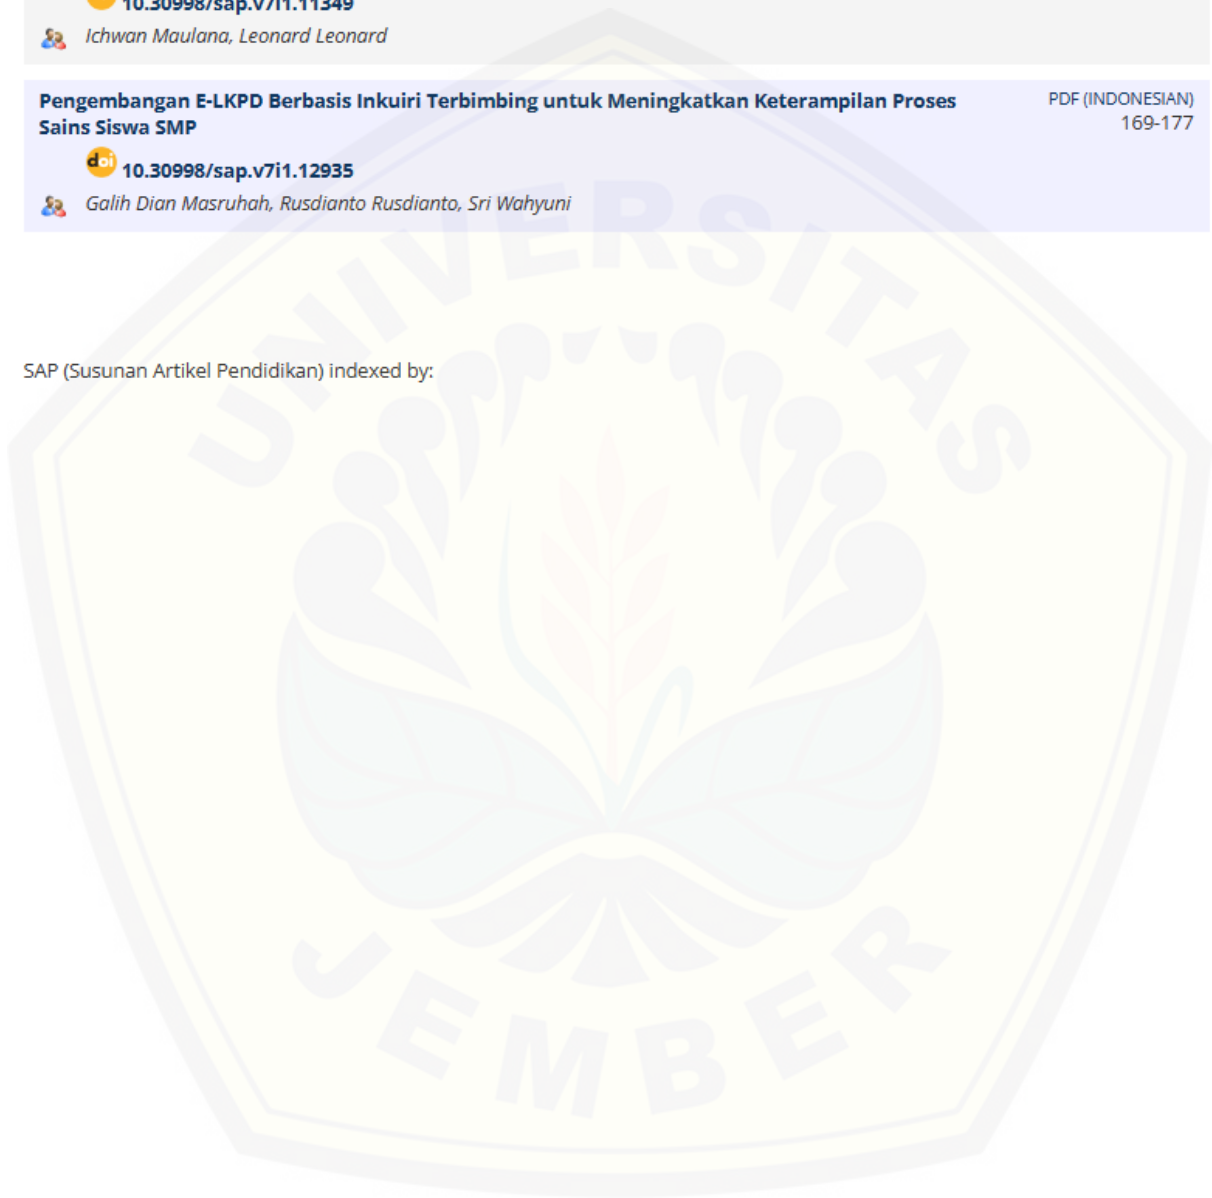 10.30998/sap.v7i1.11349
Ichwan Maulana, Leonard Leonard
Pengembangan E-LKPD Berbasis Inkuiri Terbimbing untuk Meningkatkan Keterampilan Proses
Sains Siswa SMP
PDF (INDONESIAN)
169-177
doi 10.30998/sap.v7i1.12935
Galih Dian Masruhah, Rusdianto Rusdianto, Sri Wahyuni
UNIVERSITAS
SAP (Susunan Artikel Pendidikan) indexed by:
JEMBER